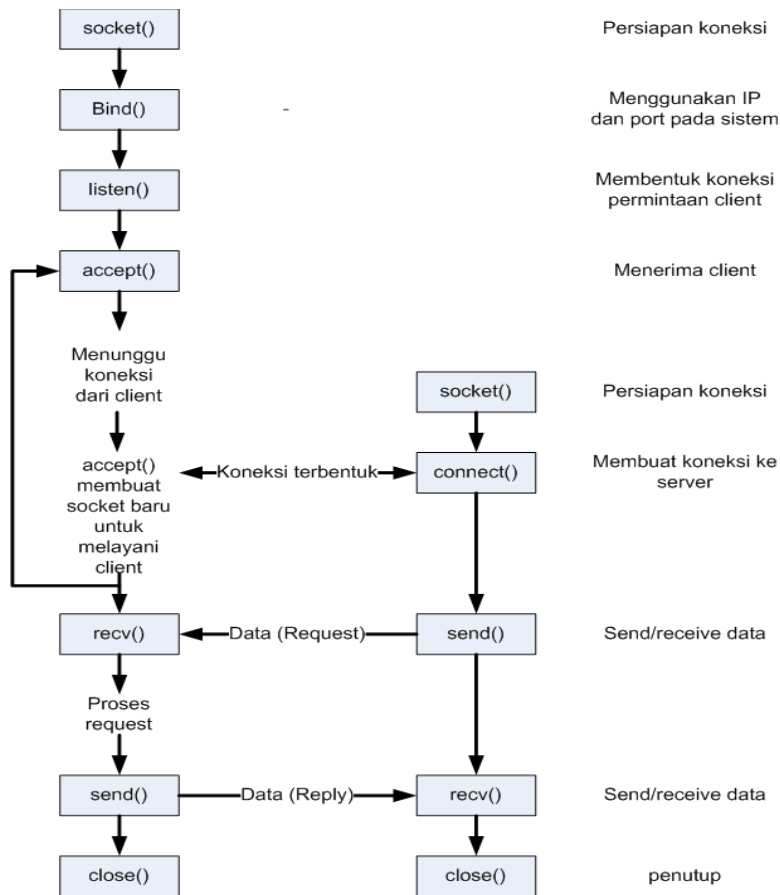 socket()
Persiapan koneksi
Bind()
-
Menggunakan IP
dan port pada sistem
listen()
Membentuk koneksi
permintaan client
accept()
Menerima client
Menunggu
koneksi
dari client
socket()
Persiapan koneksi
accept()
membuat
socket baru
untuk
melayani
client
Koneksi terbentuk
connect()
Membuat koneksi ke
server
recv()
Data (Request)
send()
Send/receive data
Proses
request
send()
Data (Reply)
recv()
Send/receive data
close()
close()
penutup